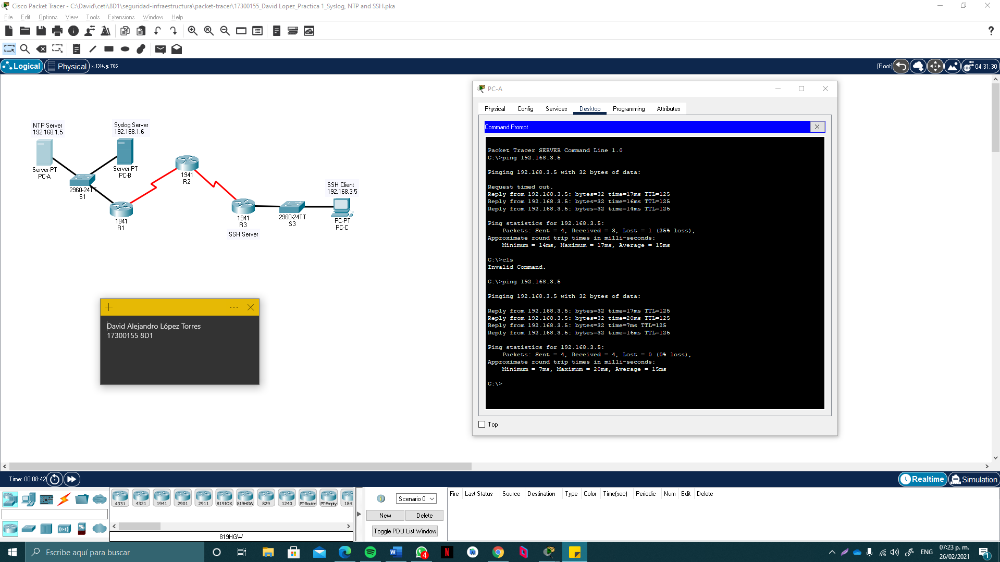 Cisco Packet Tracer - C:\David\ceti\8D1\seguridad-infraestructura\packet-tracer\17300155_David Lopez_Practica 1_Syslog, NTP and SSH.pka
File Edit Options View Tools Extensions Window Help
Logical Physical x: 1314, y: 706 [Root] 04:31:30
NTP Server
192.168.1.5
Syslog Server
192.168.1.6
Server-PT
PC-A
Server-PT
PC-B
2960-24TT
S1
1941
R1
1941
R2
1941
R3
SSH Server
2960-24TT
S3
SSH Client
192.168.3.5
PC-PT
PC-C
David Alejandro López Torres
17300155 8D1
PC-A
Physical Config Services Desktop Programming Attributes
Command Prompt X
Packet Tracer SERVER Command Line 1.0
C:\>ping 192.168.3.5
Pinging 192.168.3.5 with 32 bytes of data:
Request timed out.
Reply from 192.168.3.5: bytes=32 time=17ms TTL=125
Reply from 192.168.3.5: bytes=32 time=16ms TTL=125
Reply from 192.168.3.5: bytes=32 time=14ms TTL=125
Ping statistics for 192.168.3.5:
Packets: Sent = 4, Received = 3, Lost = 1 (25% loss),
Approximate round trip times in milli-seconds:
Minimum = 14ms, Maximum = 17ms, Average = 15ms
C:\>cls
Invalid Command.
C:\>ping 192.168.3.5
Pinging 192.168.3.5 with 32 bytes of data:
Reply from 192.168.3.5: bytes=32 time=17ms TTL=125
Reply from 192.168.3.5: bytes=32 time=20ms TTL=125
Reply from 192.168.3.5: bytes=32 time=7ms TTL=125
Reply from 192.168.3.5: bytes=32 time=16ms TTL=125
Ping statistics for 192.168.3.5:
Packets: Sent = 4, Received = 4, Lost = 0 (0% loss),
Approximate round trip times in milli-seconds:
Minimum = 7ms, Maximum = 20ms, Average = 15ms
C:\>
Top
Time: 00:08:42 Realtime Simulation
4331 4321 1941 2901 2911 819IOX 819HGW 829 1240 PT-Router PT-Empty 184
819HGW
Scenario 0
New Delete
Toggle PDU List Window
Fire Last Status Source Destination Type Color Time(sec) Periodic Num Edit Delete
Escribe aquí para buscar
4
ENG
07:23 p. m.
26/02/2021
1